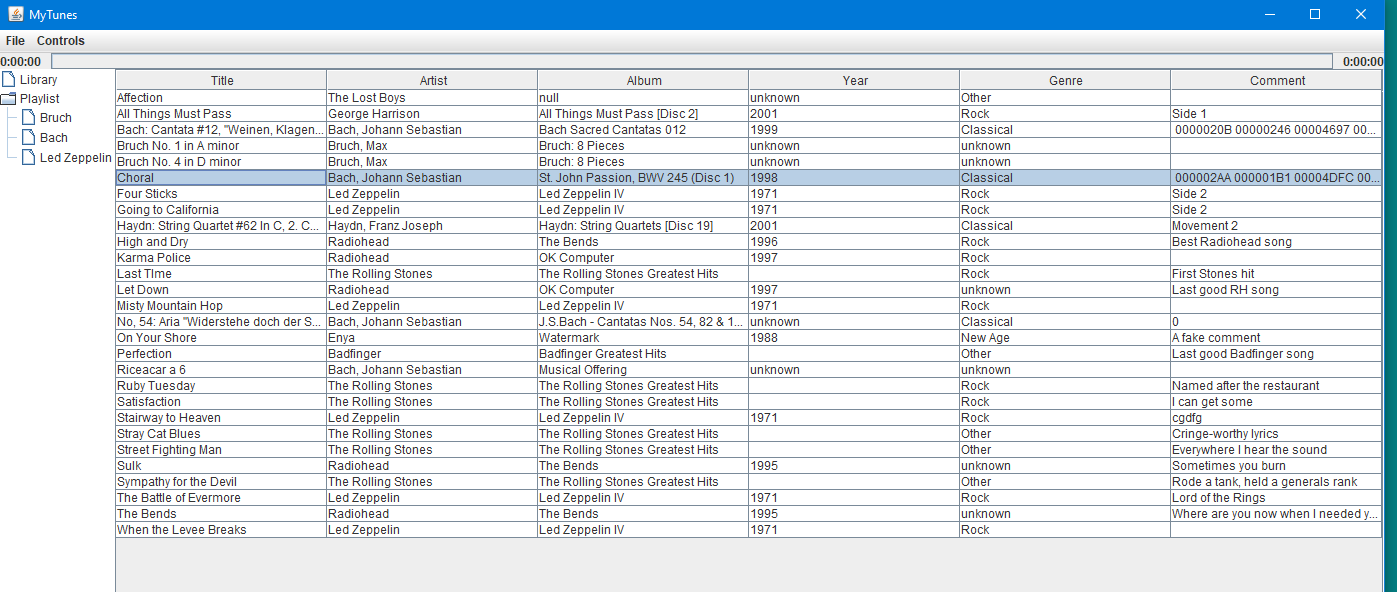 MyTunes
File Controls
0:00:00 0:00:00
Library
Playlist
Bruch
Bach
Led Zeppelin
Title Artist Album Year Genre Comment
Affection The Lost Boys null unknown Other
All Things Must Pass George Harrison All Things Must Pass [Disc 2] 2001 Rock Side 1
Bach: Cantata #12, "Weinen, Klagen... Bach, Johann Sebastian Bach Sacred Cantatas 012 1999 Classical 0000020B 00000246 00004697 00...
Bruch No. 1 in A minor Bruch, Max Bruch: 8 Pieces unknown unknown
Bruch No. 4 in D minor Bruch, Max Bruch: 8 Pieces unknown unknown
Choral Bach, Johann Sebastian St. John Passion, BWV 245 (Disc 1) 1998 Classical 000002AA 000001B1 00004DFC 00...
Four Sticks Led Zeppelin Led Zeppelin IV 1971 Rock Side 2
Going to California Led Zeppelin Led Zeppelin IV 1971 Rock Side 2
Haydn: String Quartet #62 In C, 2. C... Haydn, Franz Joseph Haydn: String Quartets [Disc 19] 2001 Classical Movement 2
High and Dry Radiohead The Bends 1996 Rock Best Radiohead song
Karma Police Radiohead OK Computer 1997 Rock
Last TIme The Rolling Stones The Rolling Stones Greatest Hits Rock First Stones hit
Let Down Radiohead OK Computer 1997 unknown Last good RH song
Misty Mountain Hop Led Zeppelin Led Zeppelin IV 1971 Rock
No, 54: Aria "Widerstehe doch der S... Bach, Johann Sebastian J.S.Bach - Cantatas Nos. 54, 82 & 1... unknown Classical 0
On Your Shore Enya Watermark 1988 New Age A fake comment
Perfection Badfinger Badfinger Greatest Hits Other Last good Badfinger song
Riceacar a 6 Bach, Johann Sebastian Musical Offering unknown unknown
Ruby Tuesday The Rolling Stones The Rolling Stones Greatest Hits Rock Named after the restaurant
Satisfaction The Rolling Stones The Rolling Stones Greatest Hits Rock I can get some
Stairway to Heaven Led Zeppelin Led Zeppelin IV 1971 Rock cgdfg
Stray Cat Blues The Rolling Stones The Rolling Stones Greatest Hits Other Cringe-worthy lyrics
Street Fighting Man The Rolling Stones The Rolling Stones Greatest Hits Other Everywhere I hear the sound
Sulk Radiohead The Bends 1995 unknown Sometimes you burn
Sympathy for the Devil The Rolling Stones The Rolling Stones Greatest Hits Other Rode a tank, held a generals rank
The Battle of Evermore Led Zeppelin Led Zeppelin IV 1971 Rock Lord of the Rings
The Bends Radiohead The Bends 1995 unknown Where are you now when I needed y...
When the Levee Breaks Led Zeppelin Led Zeppelin IV 1971 Rock